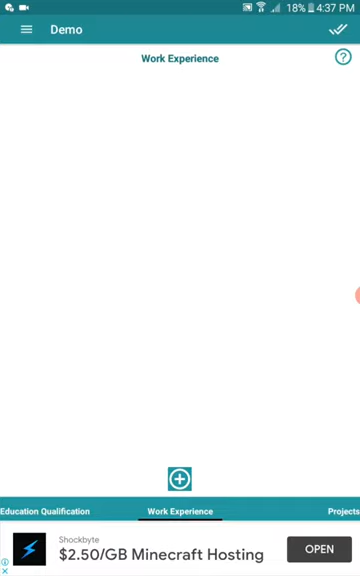 18% 4:37 PM
Demo
Work Experience
?
Education Qualification Work Experience Projects
Shockbyte
$2.50/GB Minecraft Hosting
OPEN